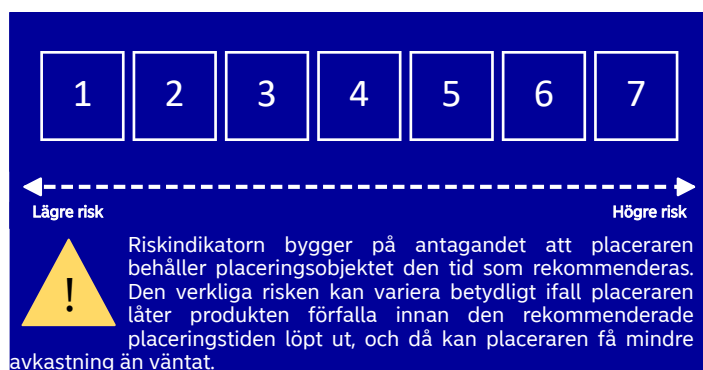 1 2 3 4 5 6 7
Lägre risk Högre risk
! Riskindikatorn bygger på antagandet att placeraren
behåller placeringsobjektet den tid som rekommenderas.
Den verkliga risken kan variera betydligt ifall placeraren
låter produkten förfalla innan den rekommenderade
placeringstiden löpt ut, och då kan placeraren få mindre
avkastning än väntat.